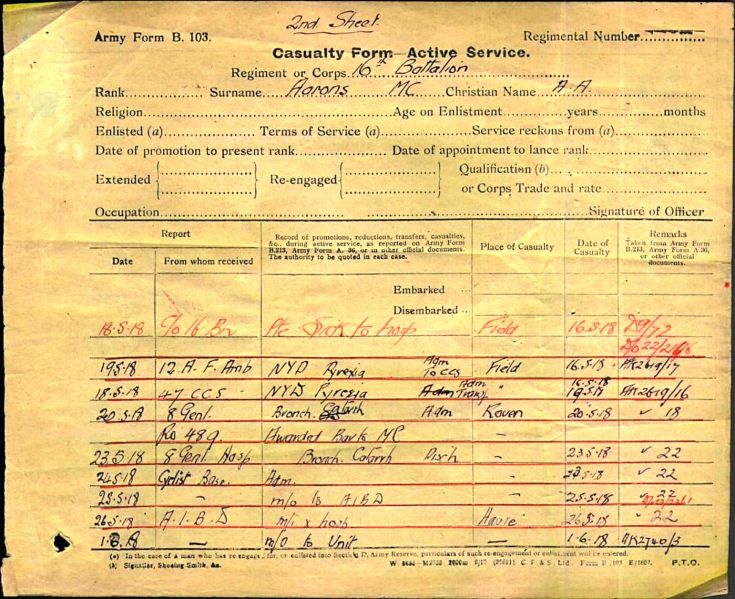 2nd. Sheet.
Army Form B. 103.
Regimental Number
Casualty Form—Active Service.
Regiment or Corps 16th Battalion
Rank Surname Aarons MC Christian Name A.A.
Religion Age on Enlistment years months
Enlisted (a) Terms of Service (a) Service reckons from (a)
Date of promotion to present rank Date of appointment to lance rank
Extended { } Re-engaged { } Qualification (b)
or Corps Trade and rate
Occupation Signature of Officer
Report
Date
From whom received
Record of promotions, reductions, transfers, casualties, &c., during active service, as reported on Army Form B.213, Army Form A. 36, or in other official documents. The authority to be quoted in each case.
Place of Casualty
Date of Casualty
Remarks
Taken from Army Form B.213, Army Form A. 36, or other official documents.
Embarked
Disembarked
18-5-18 16 Bn Sick to hosp Field 16.5.18
19.5.18 12. A. F. Amb NYD Pyrexia Adm To CCS Field 16.5.18
18.5.18 47 CCS NYD Pyrexia Adm
20.5.18 8 Genl. Bronch. Catarrh Adm Rouen 20-5-18 " 18
Ro 489. Awarded Bar to MC —
23.5.18 8 Genl Hosp Bronch. Catarrh Disch " 23.5.18 " 22
24.5.18 Cyclist Base. Adm. " 23.5.18 " 22
25.5.18 — m/o to A.I.B.D — 25.5.18 22
26.5.18 A.I.B.D m/i x hosp Havre 26.5.18 " 22
— m/o to Unit — 1-6.18
(a) In the case of a man who has re-engaged for, or enlisted into Section D, Army Reserve, particulars of such re-engagement or enlistment will be entered.
(b) Signaller, Shoeing-Smith, &c.
P.T.O.